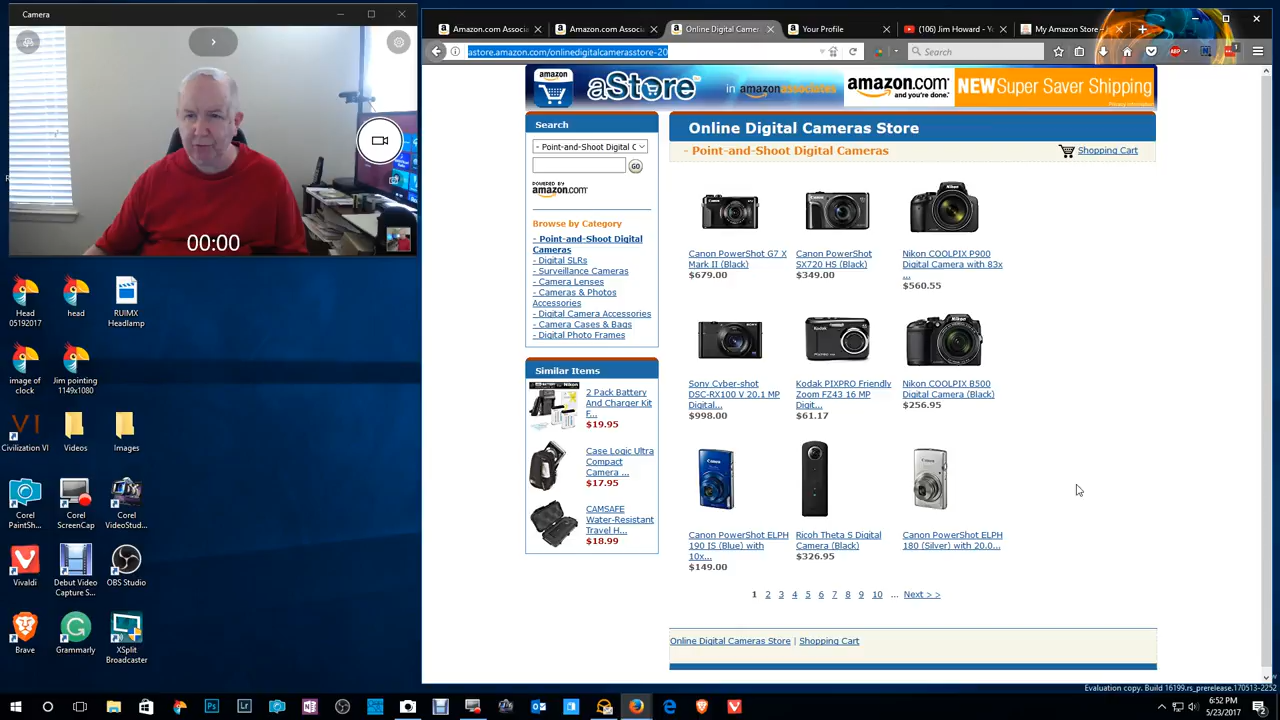 Camera
00:00
Head 05192017
head
RUIMX Headlamp
image of clock
Jim pointing 1149x1080
Civilization VI
Videos
Images
Corel PaintSh...
Corel ScreenCap
Corel VideoStud...
Vivaldi
Debut Video Capture S...
OBS Studio
Brave
Grammarly
XSplit Broadcaster
Amazon.com Associ
Amazon.com Associ
Online Digital Camer
Your Profile
(106) Jim Howard - Y
My Amazon Store –
astore.amazon.com/onlinedigitalcamerasstore-20
Search
ABP
1
amazon
aStore
in amazonassociates
amazon.com
and you're done.
NEW Super Saver Shipping
Privacy Information
Search
- Point-and-Shoot Digital C
GO
POWERED BY
amazon.com
Browse by Category
- Point-and-Shoot Digital
Cameras
- Digital SLRs
- Surveillance Cameras
- Camera Lenses
- Cameras & Photos
Accessories
- Digital Camera Accessories
- Camera Cases & Bags
- Digital Photo Frames
Similar Items
2 Pack Battery
And Charger Kit
F...
$19.95
Case Logic Ultra
Compact
Camera ...
$17.95
CAMSAFE
Water-Resistant
Travel H...
$18.99
Online Digital Cameras Store
- Point-and-Shoot Digital Cameras
Shopping Cart
Canon PowerShot G7 X
Mark II (Black)
$679.00
Canon PowerShot
SX720 HS (Black)
$349.00
Nikon COOLPIX P900
Digital Camera with 83x
...
$560.55
Sony Cyber-shot
DSC-RX100 V 20.1 MP
Digital...
$998.00
Kodak PIXPRO Friendly
Zoom FZ43 16 MP
Digit...
$61.17
Nikon COOLPIX B500
Digital Camera (Black)
$256.95
Canon PowerShot ELPH
190 IS (Blue) with
10x...
$149.00
Ricoh Theta S Digital
Camera (Black)
$326.95
Canon PowerShot ELPH
180 (Silver) with 20.0...
1 2 3 4 5 6 7 8 9 10 ... Next > >
Online Digital Cameras Store | Shopping Cart
Evaluation copy. Build 16199.rs_prerelease.170513-2252
6:52 PM
5/23/2017
2